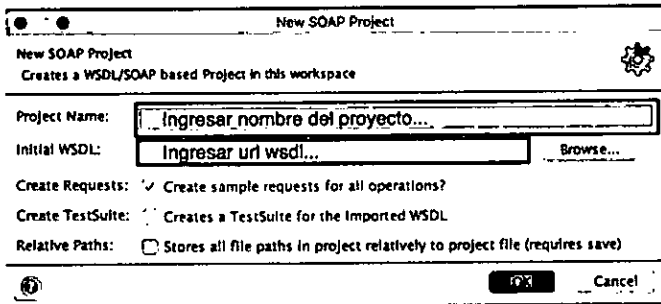 New SOAP Project
New SOAP Project
Creates a WSDL/SOAP based Project in this workspace
Project Name: Ingresar nombre del proyecto...
Initial WSDL: Ingresar url wsdl... Browse...
Create Requests: Create sample requests for all operations?
Create TestSuite: Creates a TestSuite for the Imported WSDL
Relative Paths: Stores all file paths in project relatively to project file (requires save)
OK Cancel